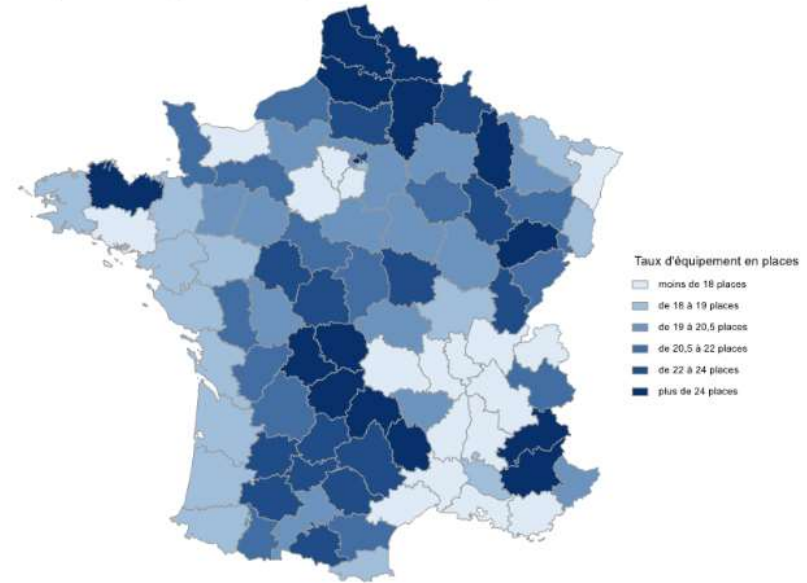 Taux d'équipement en places
moins de 18 places
de 18 à 19 places
de 19 à 20,5 places
de 20,5 à 22 places
de 22 à 24 places
plus de 24 places